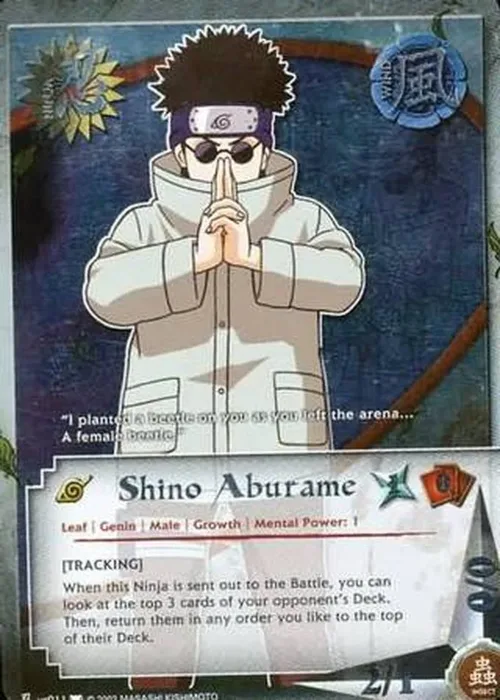 NINJA
WIND
風
"I planted a beetle on you as you left the arena...
A female beetle."
Shino Aburame
Leaf | Genin | Male | Growth | Mental Power: 1
[TRACKING]
When this Ninja is sent out to the Battle, you can
look at the top 3 cards of your opponent's Deck.
Then, return them in any order you like to the top
of their Deck.
0/0
2/1
蟲
© 2002 MASASHI KISHIMOTO